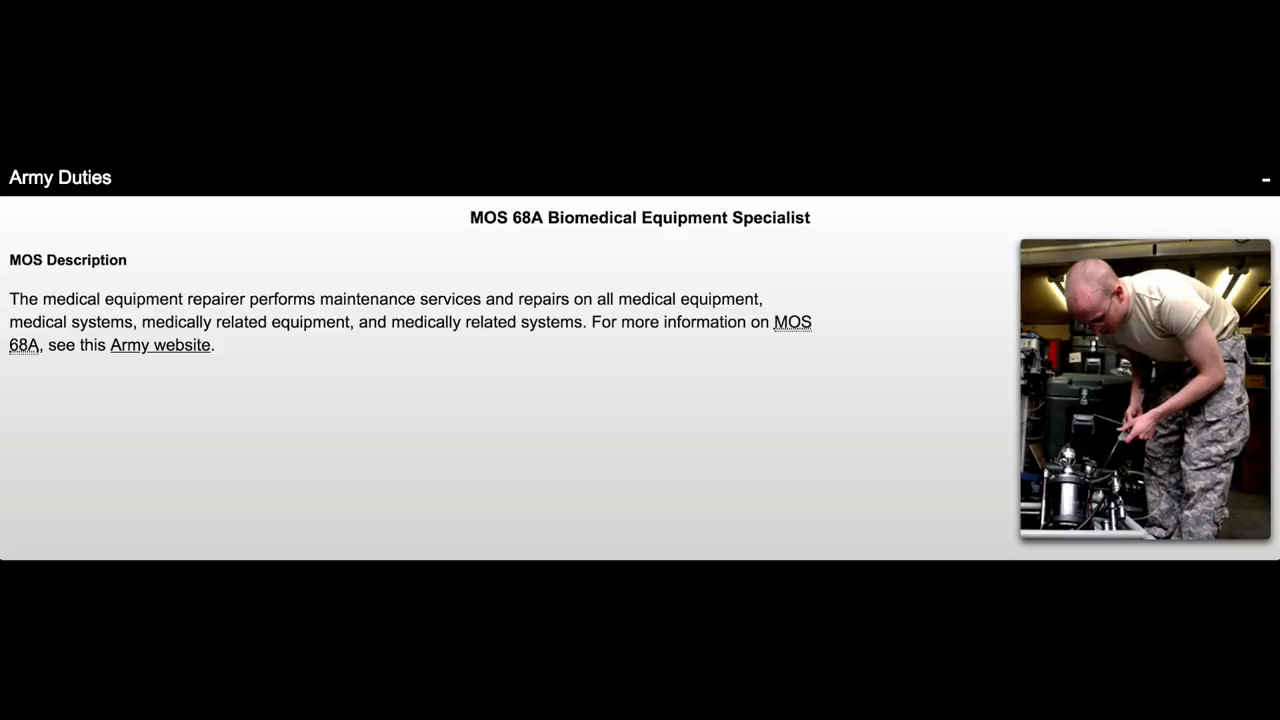 Army Duties
MOS 68A Biomedical Equipment Specialist
MOS Description
The medical equipment repairer performs maintenance services and repairs on all medical equipment,
medical systems, medically related equipment, and medically related systems. For more information on MOS
68A, see this Army website.